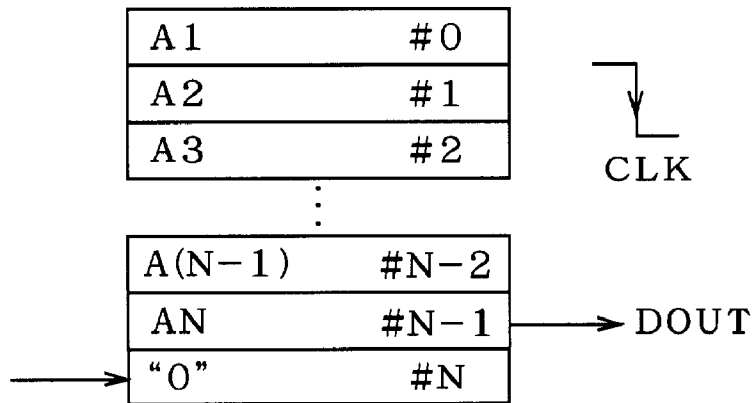 A1 #0
A2 #1
A3 #2
CLK
A(N-1) #N-2
AN #N-1 DOUT
“0” #N